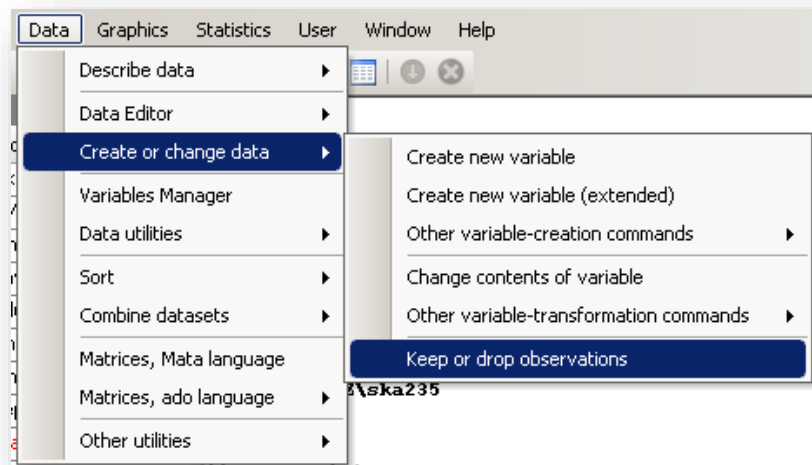 Data Graphics Statistics User Window Help
Describe data
Data Editor
Create or change data
Variables Manager
Data utilities
Sort
Combine datasets
Matrices, Mata language
Matrices, ado language
Other utilities
Create new variable
Create new variable (extended)
Other variable-creation commands
Change contents of variable
Other variable-transformation commands
Keep or drop observations
\ska235